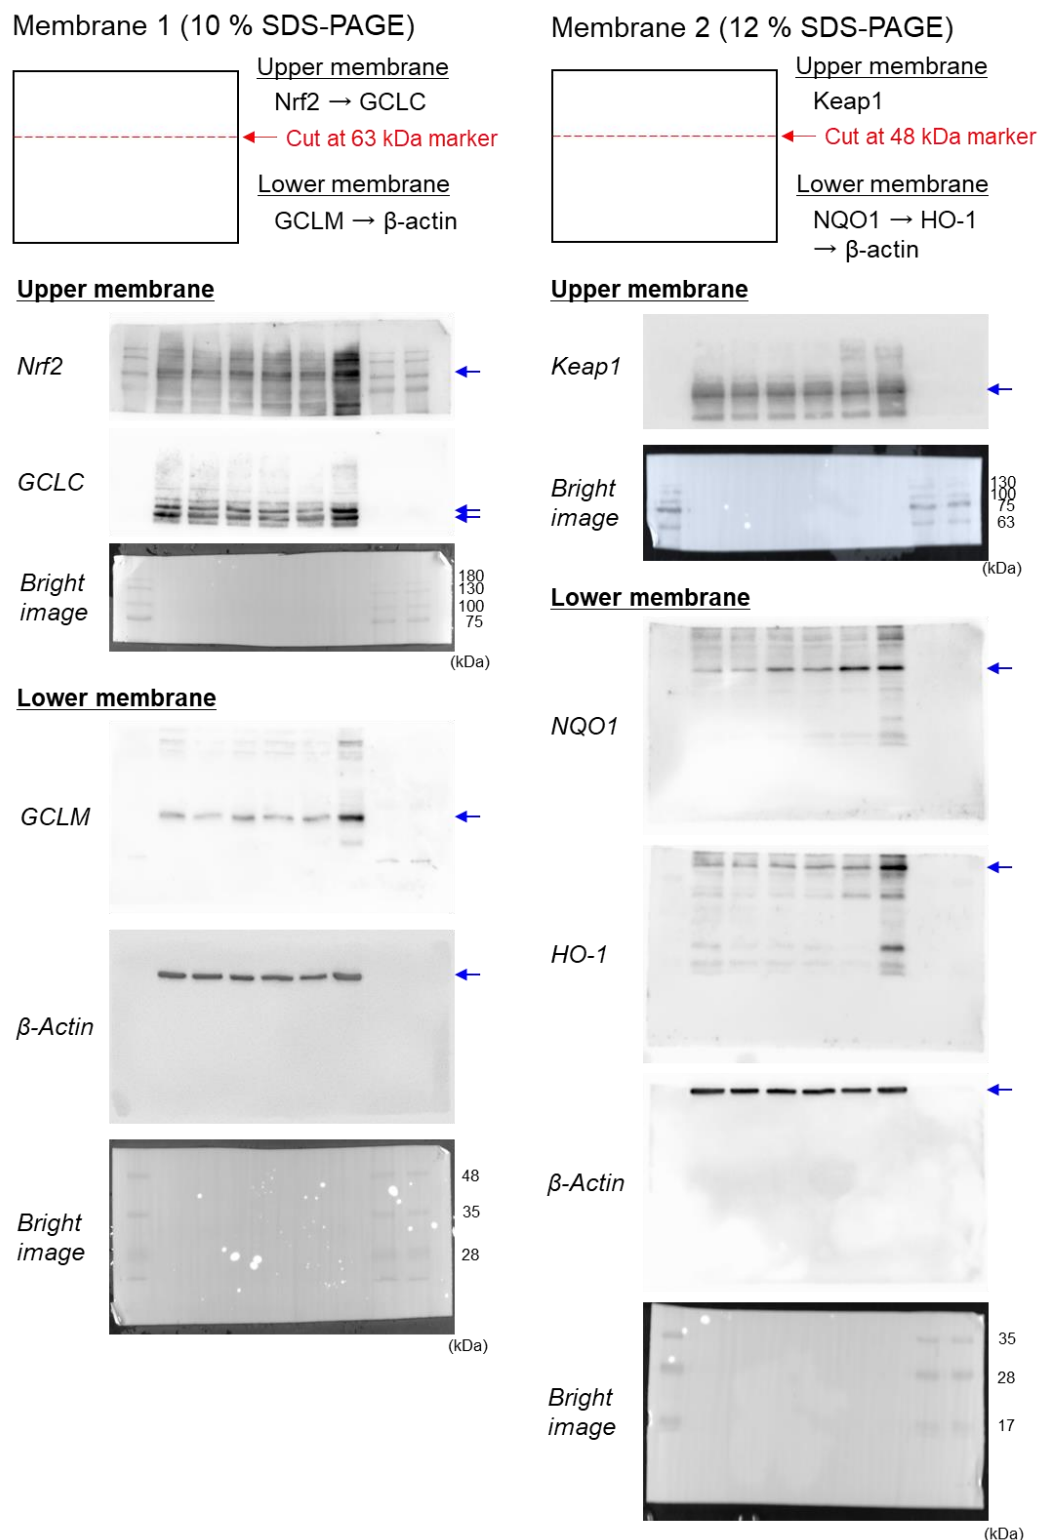 Membrane 1 (10 % SDS-PAGE)
Upper membrane
Nrf2 → GCLC
Cut at 63 kDa marker
Lower membrane
GCLM → β-actin
Upper membrane
Nrf2
GCLC
Bright
image
180
130
100
75
(kDa)
Lower membrane
GCLM
β-Actin
Bright
image
48
35
28
(kDa)
Membrane 2 (12 % SDS-PAGE)
Upper membrane
Keap1
Cut at 48 kDa marker
Lower membrane
NQO1 → HO-1
→ β-actin
Upper membrane
Keap1
Bright
image
130
100
75
63
(kDa)
Lower membrane
NQO1
HO-1
β-Actin
Bright
image
35
28
17
(kDa)